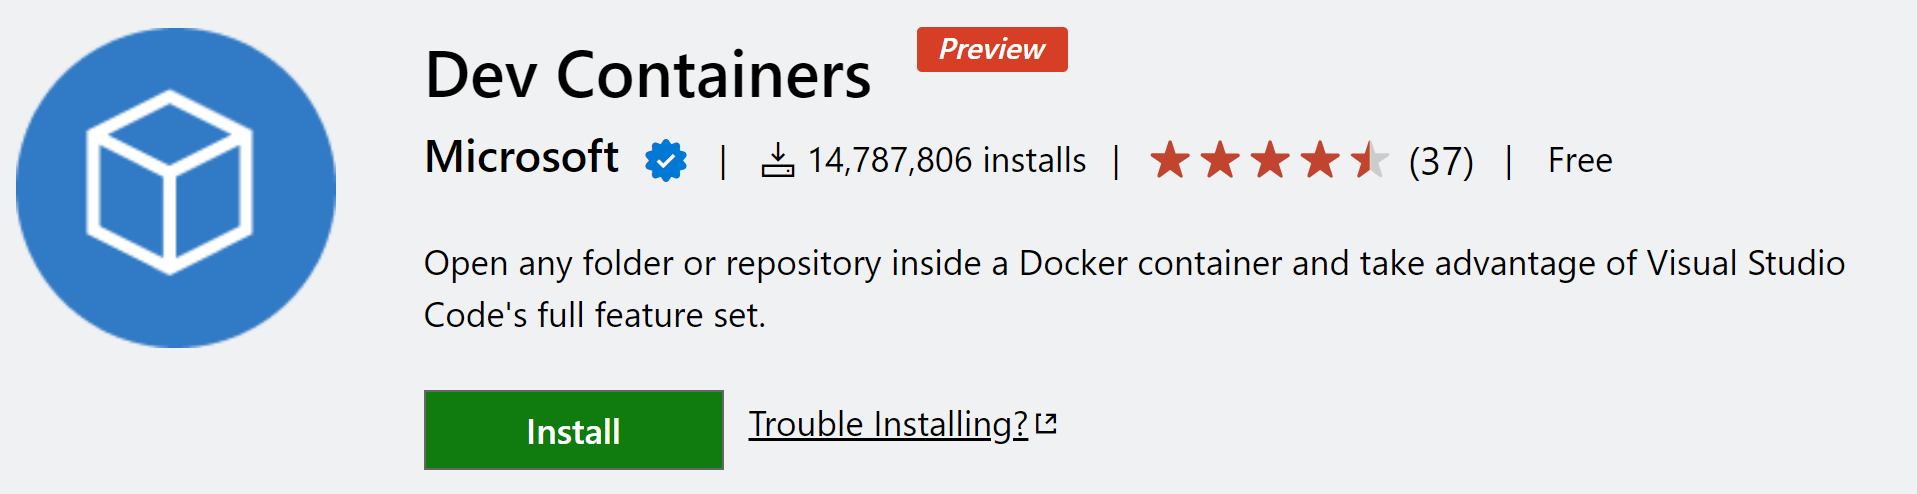 Dev Containers
Preview
Microsoft | 14,787,806 installs | (37) | Free
Open any folder or repository inside a Docker container and take advantage of Visual Studio
Code's full feature set.
Install
Trouble Installing?